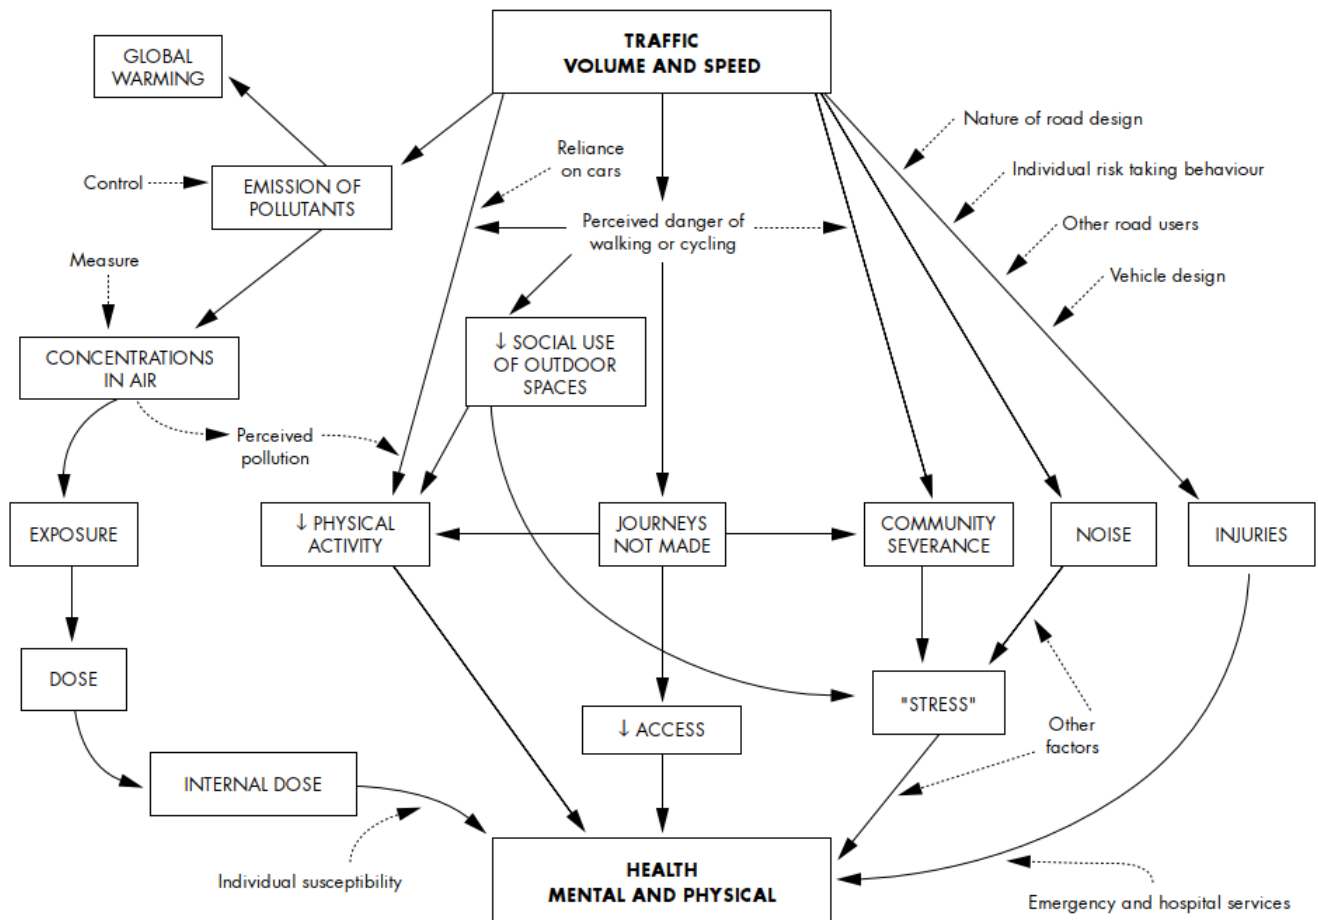 TRAFFIC
VOLUME AND SPEED
GLOBAL
WARMING
Nature of road design
Reliance
on cars
Individual risk taking behaviour
Control
EMISSION OF
POLLUTANTS
Perceived danger of
walking or cycling
Other road users
Measure
Vehicle design
CONCENTRATIONS
IN AIR
↓ SOCIAL USE
OF OUTDOOR
SPACES
Perceived
pollution
EXPOSURE
↓ PHYSICAL
ACTIVITY
JOURNEYS
NOT MADE
COMMUNITY
SEVERANCE
NOISE
INJURIES
DOSE
↓ ACCESS
"STRESS"
Other
factors
INTERNAL DOSE
Individual susceptibility
HEALTH
MENTAL AND PHYSICAL
Emergency and hospital services